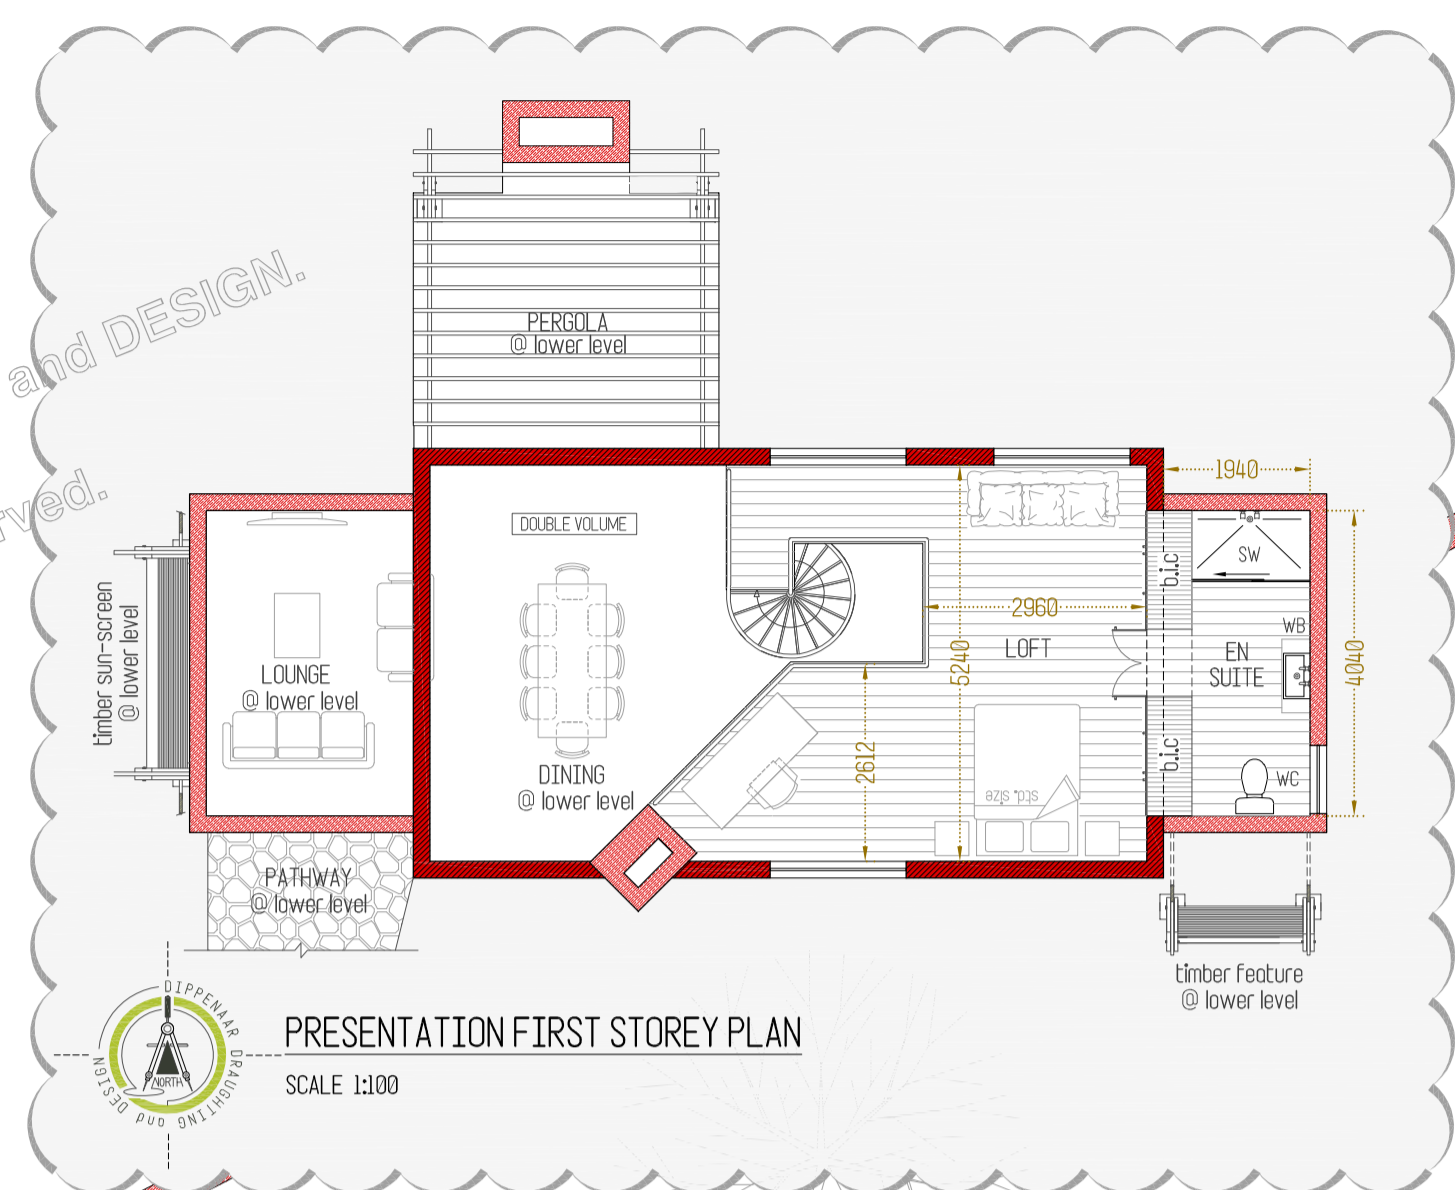 and DESIGN.
rved.
PERGOLA
@ lower level
DOUBLE VOLUME
1940
b.i.c
SW
2960
timber sun-screen
@ lower level
LOUNGE
@ lower level
5240
LOFT
WB
EN
SUITE
4040
DINING
@ lower level
2612
std. size
b.i.c
WC
PATHWAY
@ lower level
timber feature
@ lower level
DIPPENAAR DRAUGHTING and DESIGN
NORTH
PRESENTATION FIRST STOREY PLAN
SCALE 1:100